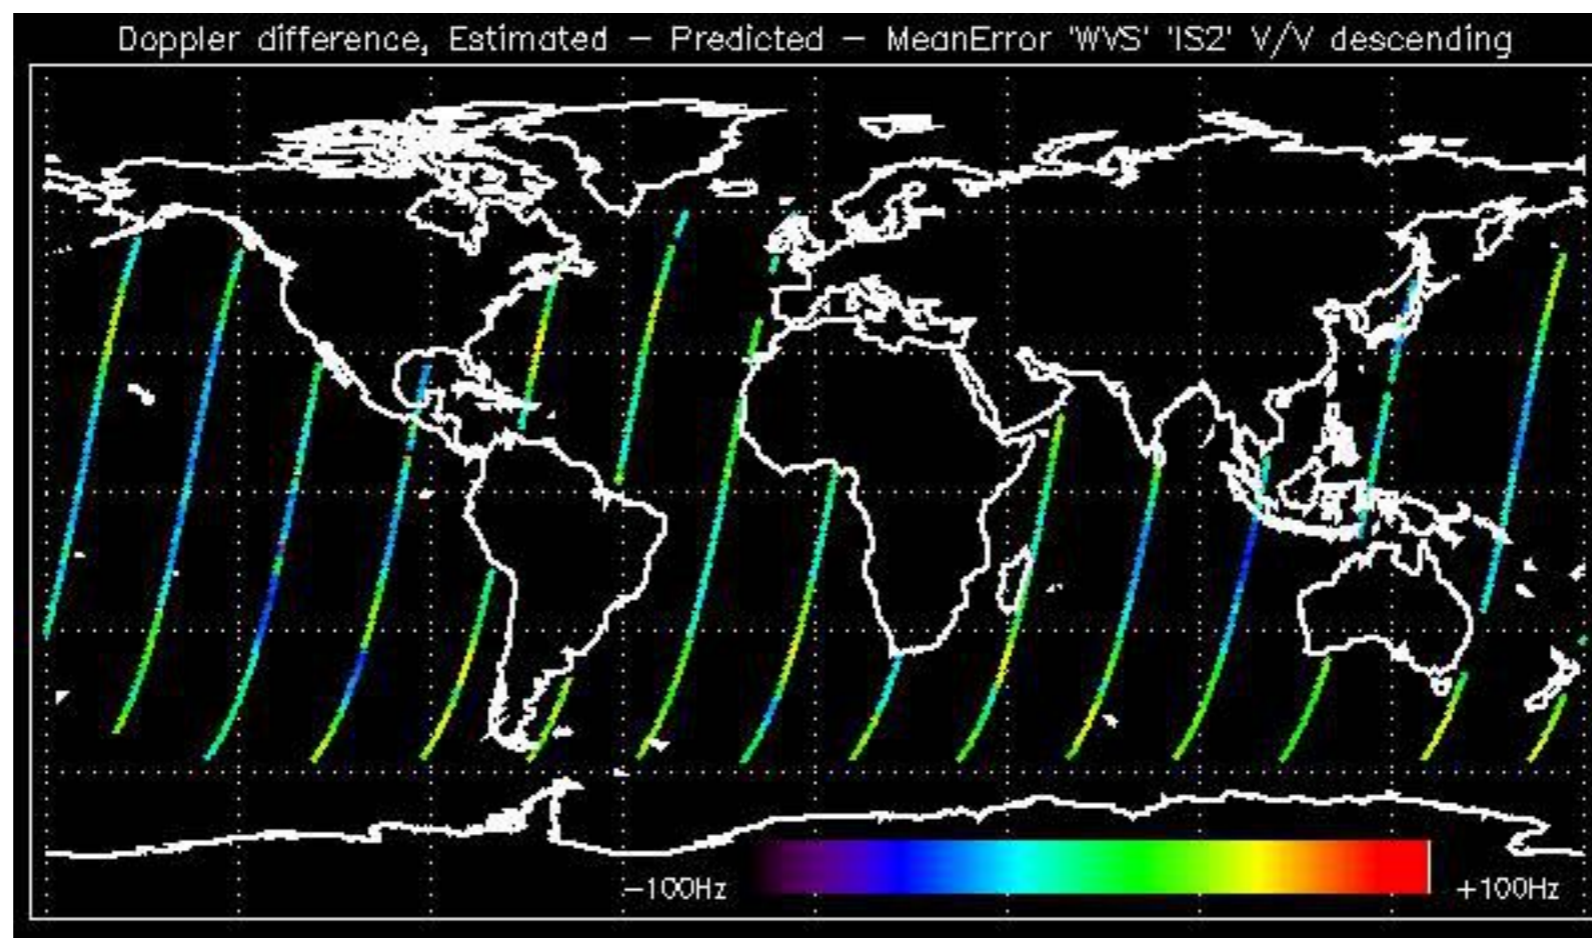 Doppler difference, Estimated – Predicted – MeanError 'WVS' 'IS2' V/V descending
-100Hz +100Hz